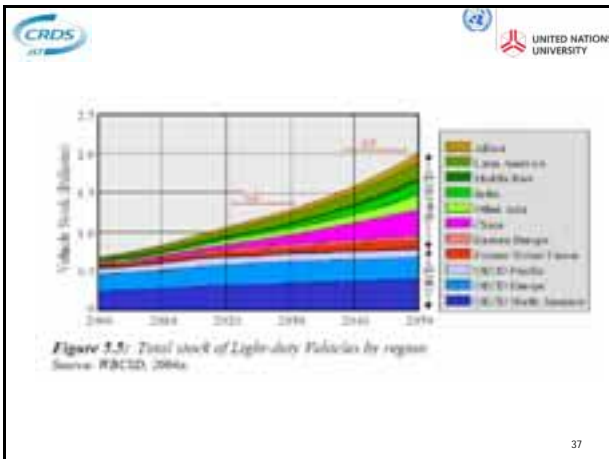 CRDS
JST
UNITED NATIONS
UNIVERSITY
2.5
2.0
1.5
1.0
0.5
0
Vehicle Stock (Billions)
2000
2010
2020
2030
2040
2050
Africa
Latin America
Middle East
India
Other Asia
China
Eastern Europe
Former Soviet Union
OECD Pacific
OECD Europe
OECD North America
Figure 5.5: Total stock of Light-duty Vehicles by region
Source: WBCSD, 2004a
37